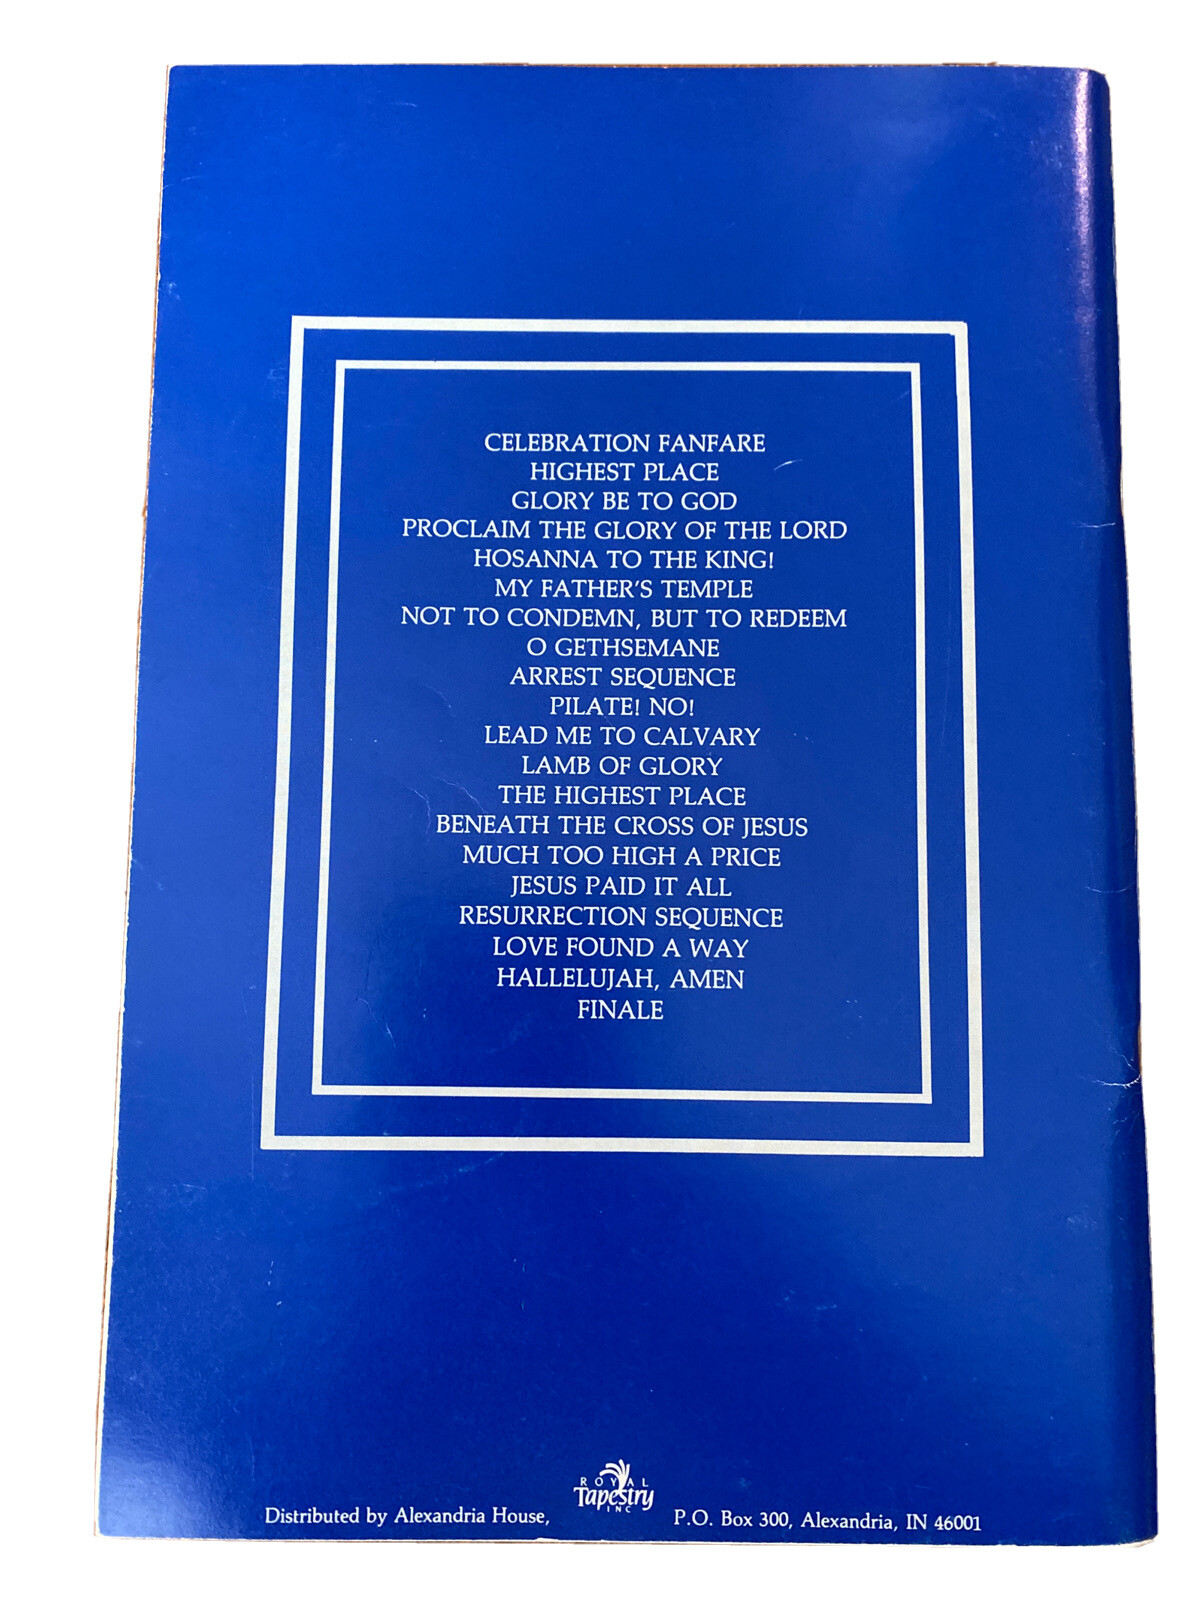 CELEBRATION FANFARE
HIGHEST PLACE
GLORY BE TO GOD
PROCLAIM THE GLORY OF THE LORD
HOSANNA TO THE KING!
MY FATHER'S TEMPLE
NOT TO CONDEMN, BUT TO REDEEM
O GETHSEMANE
ARREST SEQUENCE
PILATE! NO!
LEAD ME TO CALVARY
LAMB OF GLORY
THE HIGHEST PLACE
BENEATH THE CROSS OF JESUS
MUCH TOO HIGH A PRICE
JESUS PAID IT ALL
RESURRECTION SEQUENCE
LOVE FOUND A WAY
HALLELUJAH, AMEN
FINALE
ROYAL
Tapestry
INC
Distributed by Alexandria House, P.O. Box 300, Alexandria, IN 46001